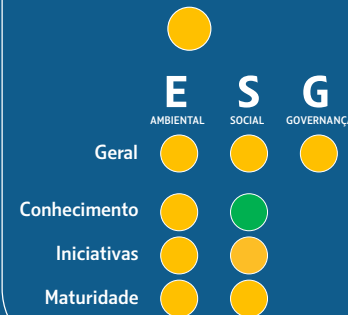 E S G
AMBIENTAL SOCIAL GOVERNANÇ
Geral
Conhecimento
Iniciativas
Maturidade